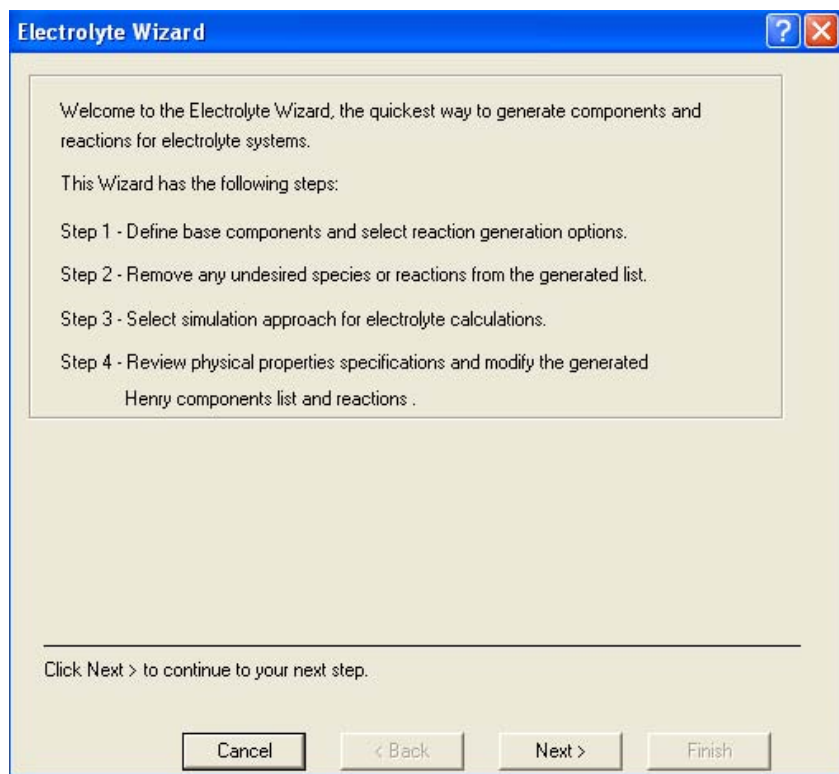 Electrolyte Wizard
Welcome to the Electrolyte Wizard, the quickest way to generate components and
reactions for electrolyte systems.
This Wizard has the following steps:
Step 1 - Define base components and select reaction generation options.
Step 2 - Remove any undesired species or reactions from the generated list.
Step 3 - Select simulation approach for electrolyte calculations.
Step 4 - Review physical properties specifications and modify the generated
Henry components list and reactions .
Click Next > to continue to your next step.
Cancel < Back Next > Finish